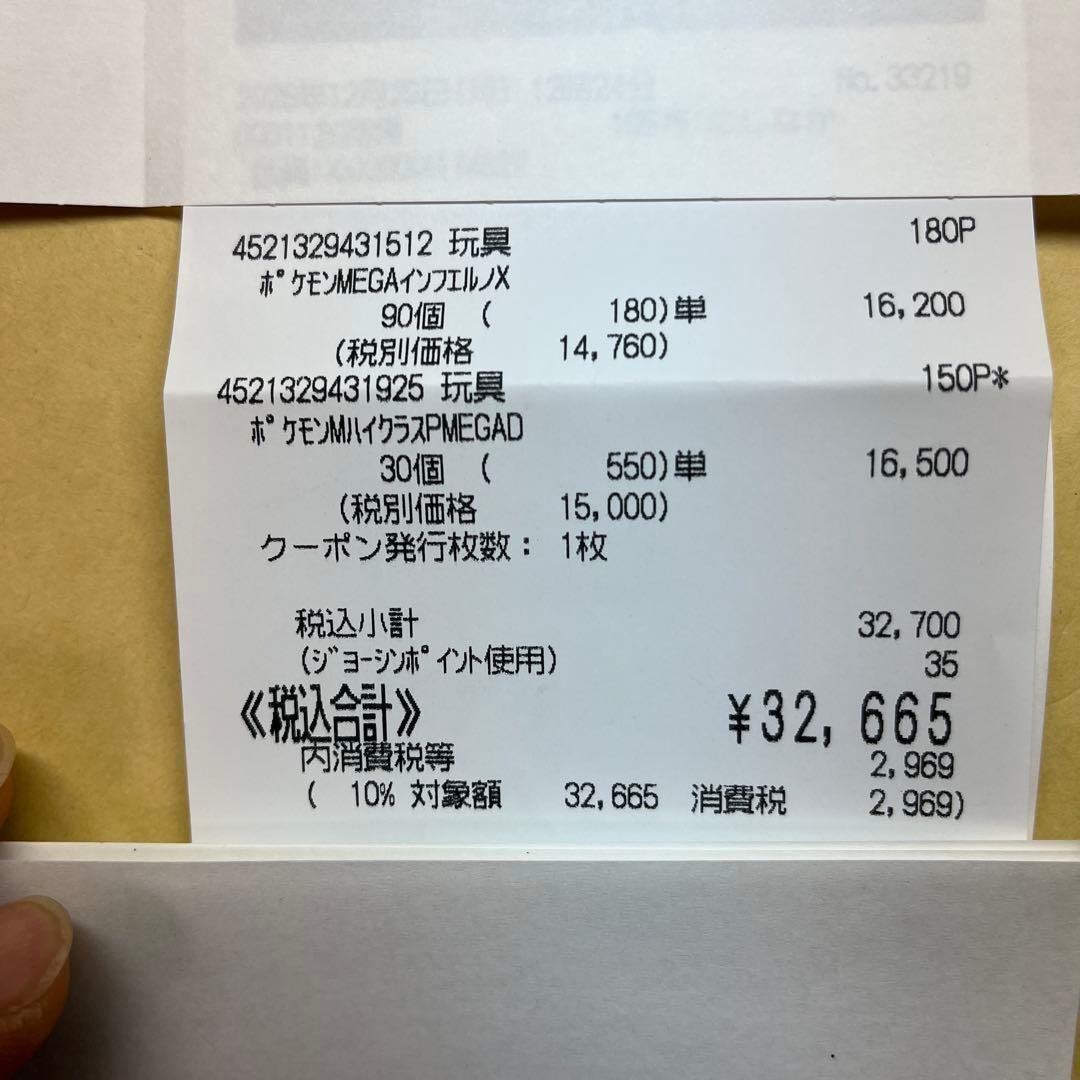 No.33219
4521329431512 玩具 180P
ポケモンMEGAインフエルノX
90個 ( 180)単 16,200
(税別価格 14,760)
4521329431925 玩具 150P*
ポケモンMハイクラスPMEGAD
30個 ( 550)単 16,500
(税別価格 15,000)
クーポン発行枚数: 1枚
税込小計 32,700
(ジョーシンポイント使用) 35
《税込合計》 ¥32,665
内消費税等 2,969
( 10% 対象額 32,665 消費税 2,969)